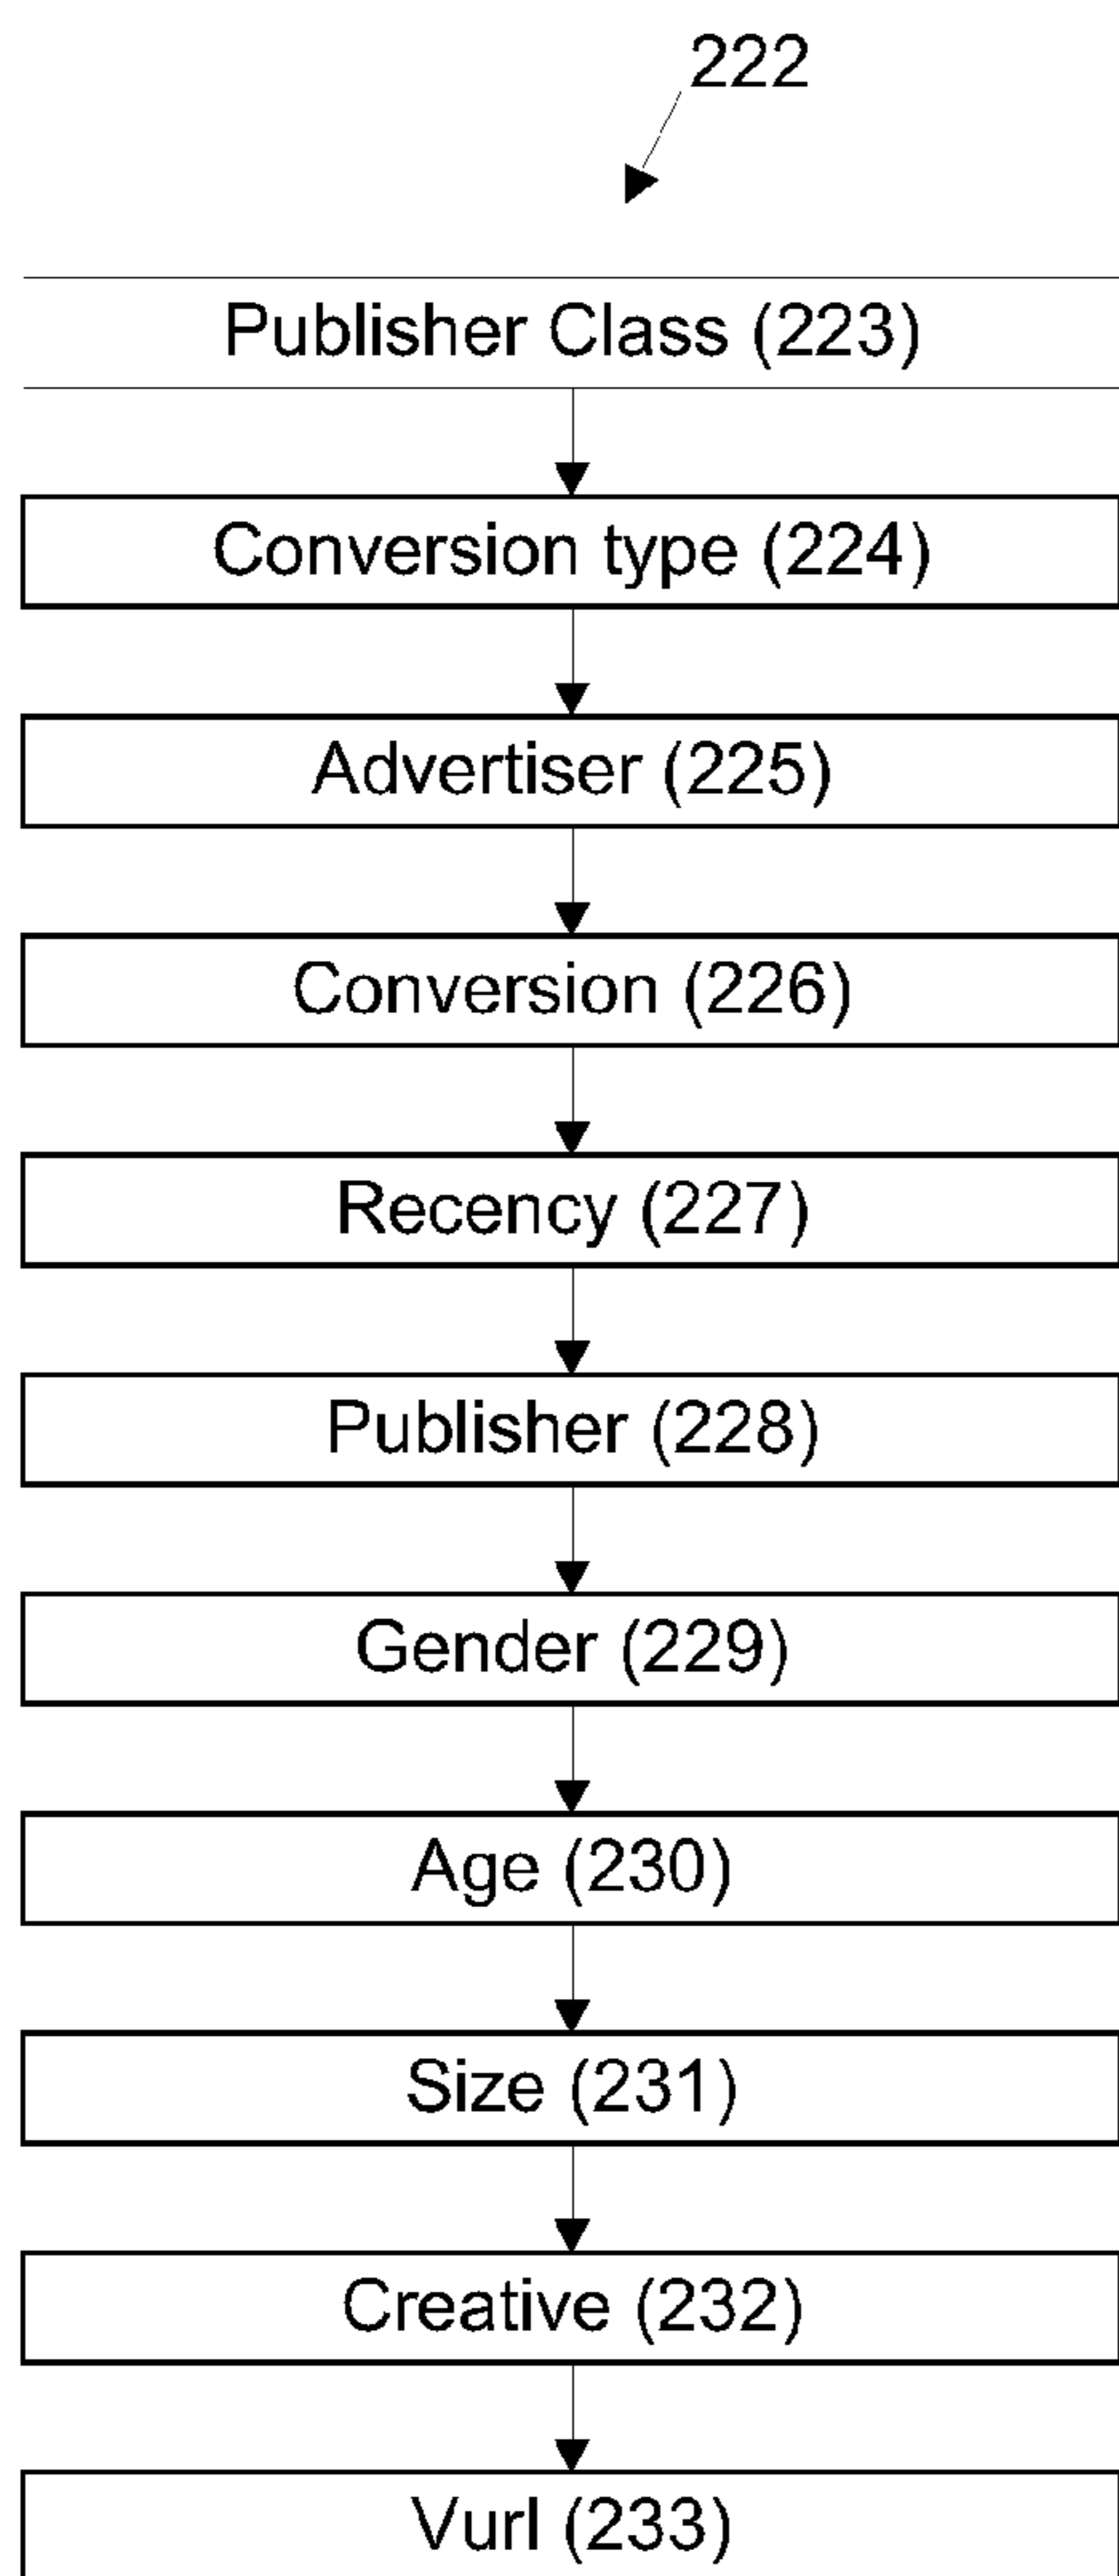 222
Publisher Class (223)
Conversion type (224)
Advertiser (225)
Conversion (226)
Recency (227)
Publisher (228)
Gender (229)
Age (230)
Size (231)
Creative (232)
Vurl (233)